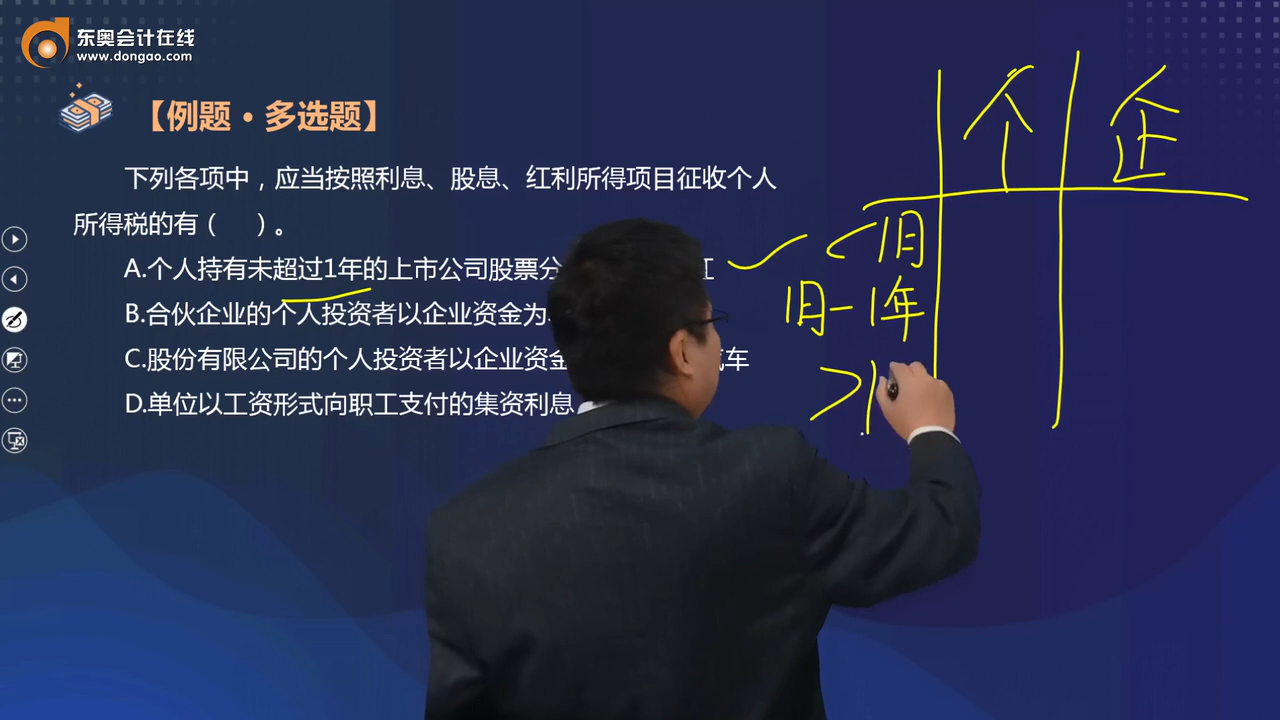 东奥会计在线
www.dongao.com
【例题·多选题】
下列各项中，应当按照利息、股息、红利所得项目征收个人
所得税的有（ ）。
A.个人持有未超过1年的上市公司股票分
B.合伙企业的个人投资者以企业资金为
C.股份有限公司的个人投资者以企业资金 汽车
D.单位以工资形式向职工支付的集资利息
个 企
<1月
1月-1年
>1